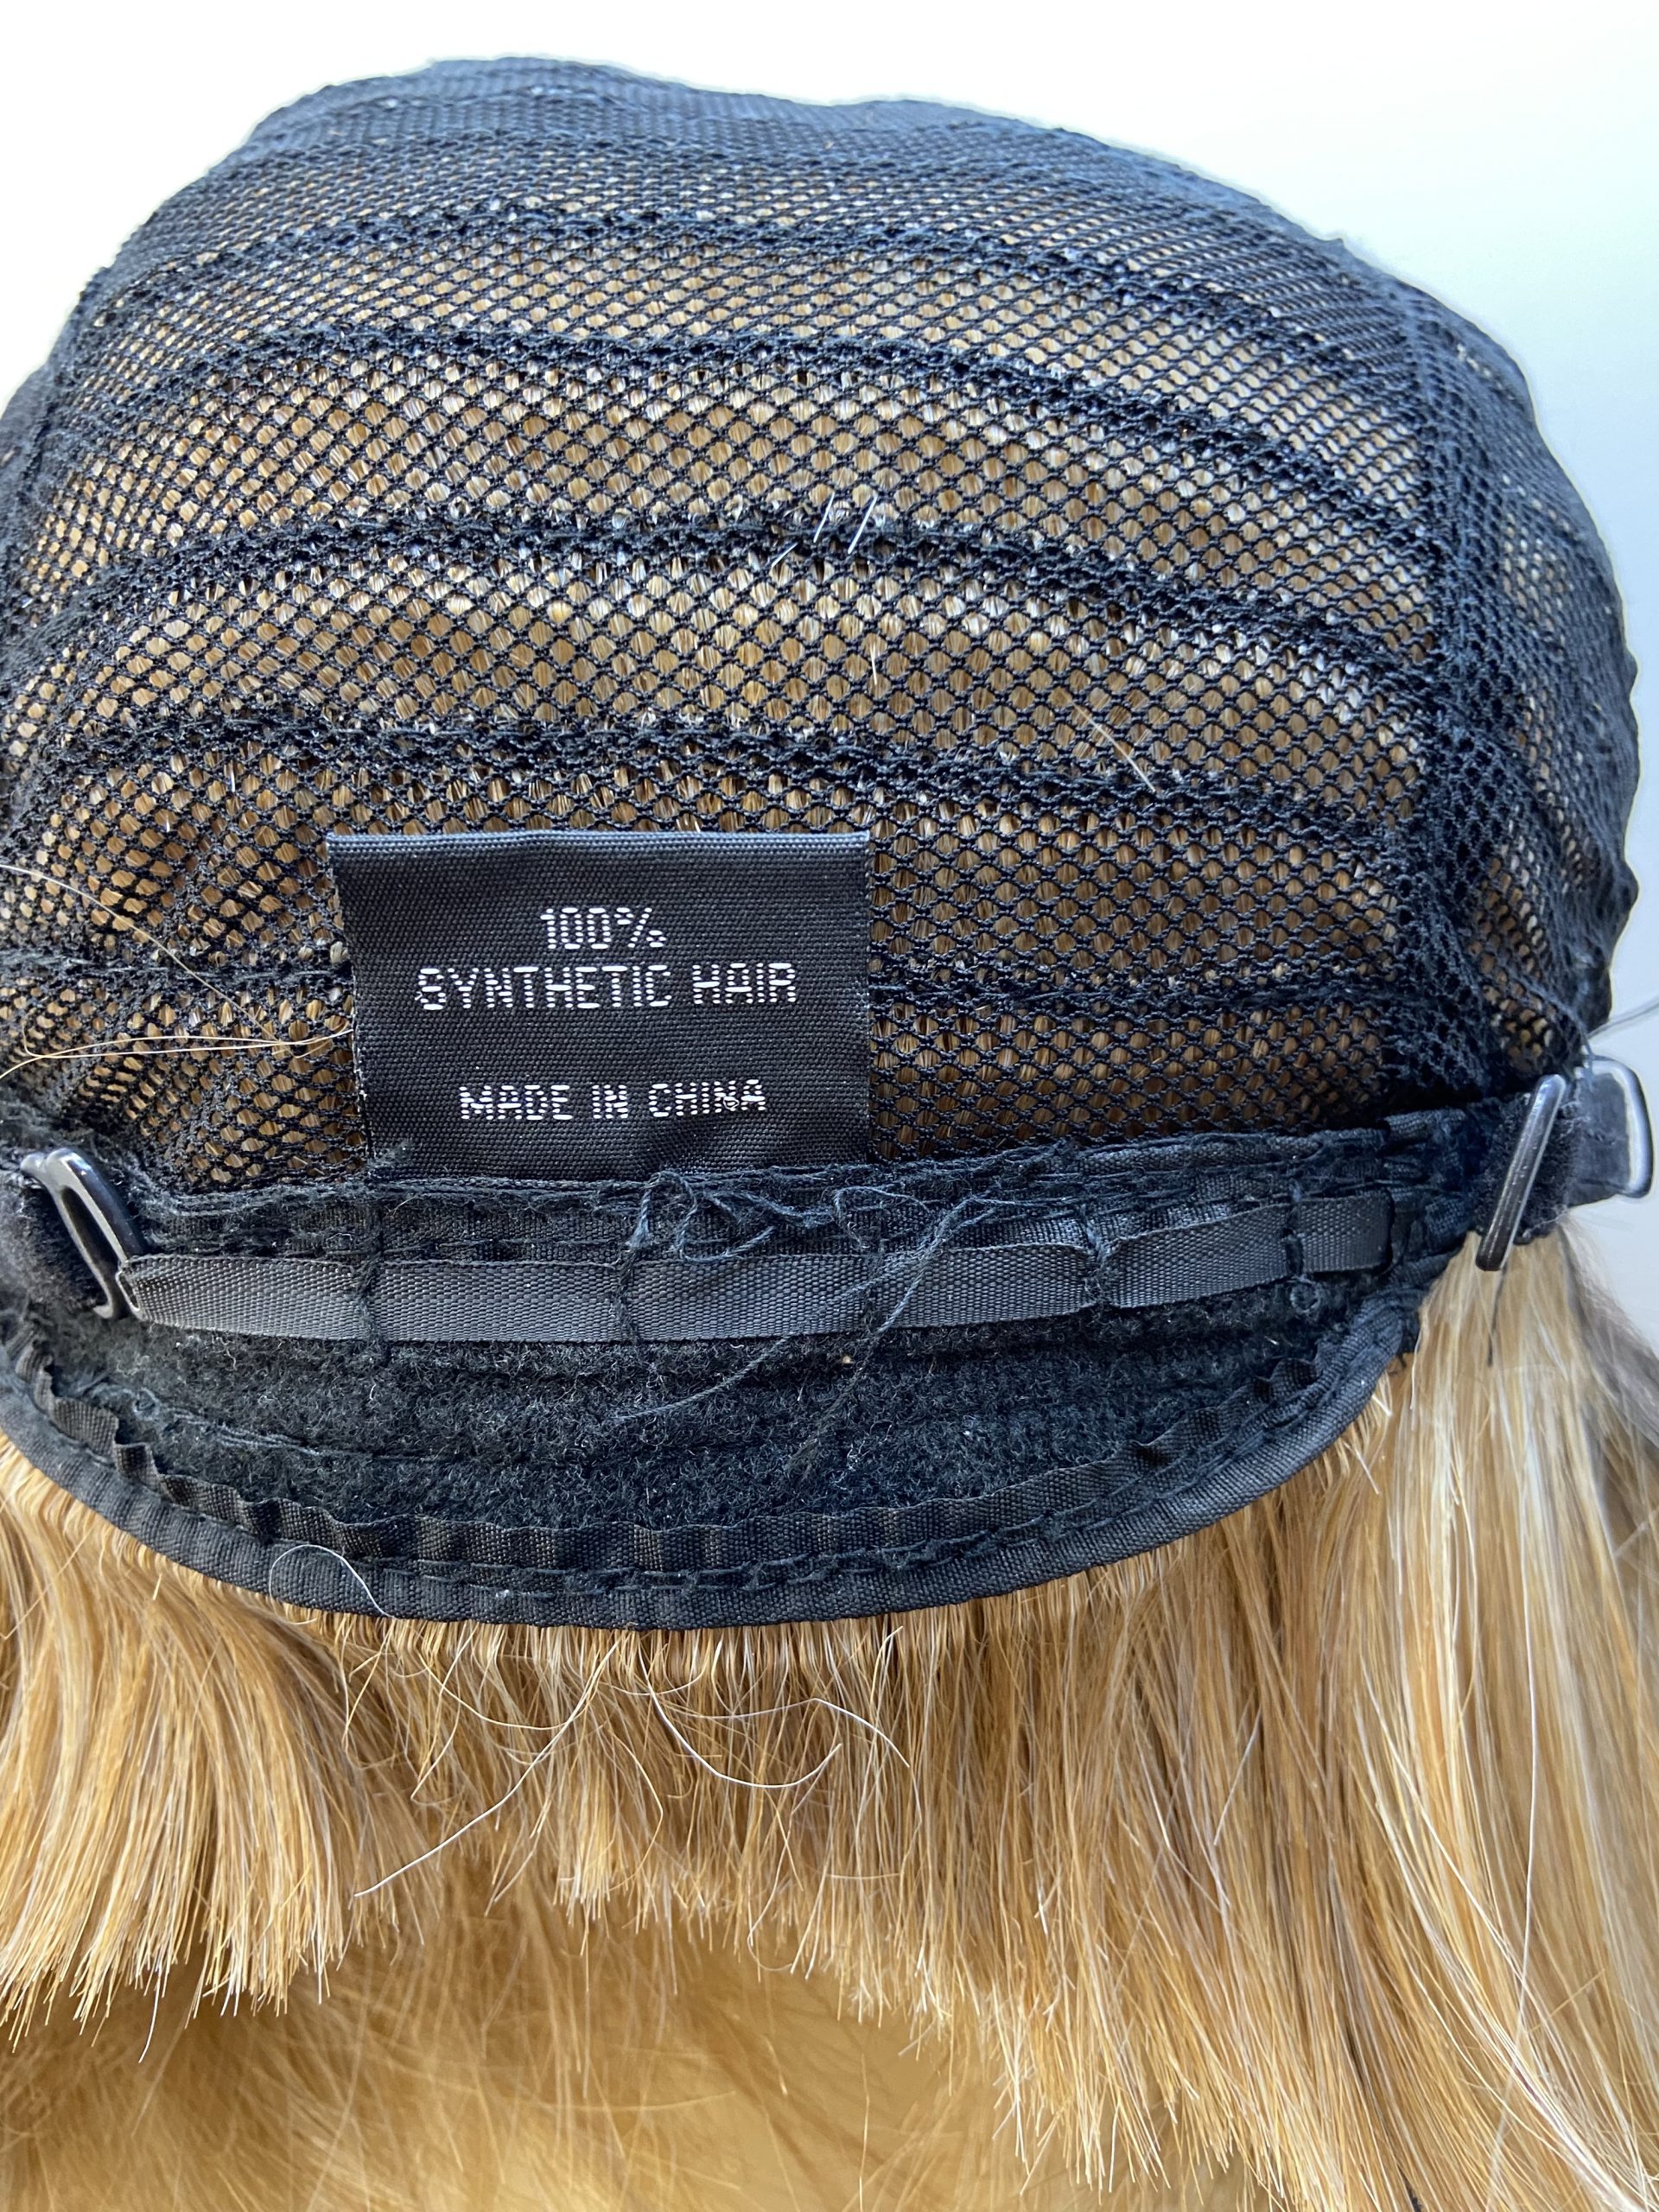 100%
SYNTHETIC HAIR
MADE IN CHINA